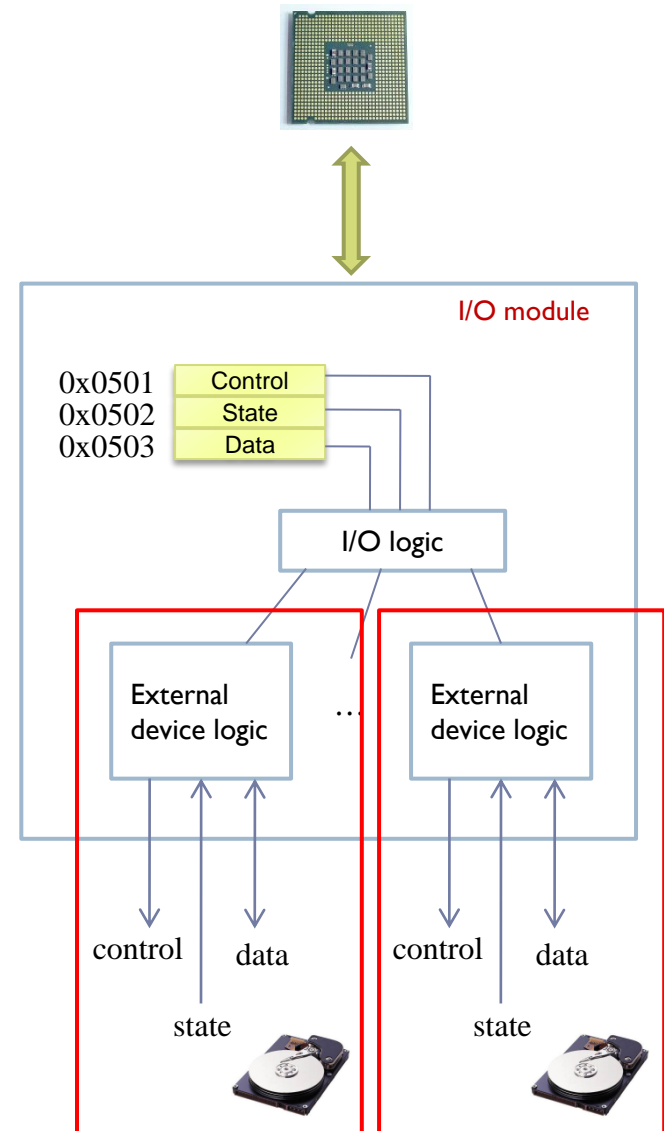 I/O module
0x0501 Control
0x0502 State
0x0503 Data
I/O logic
External
device logic
...
External
device logic
control
data
state
control
data
state